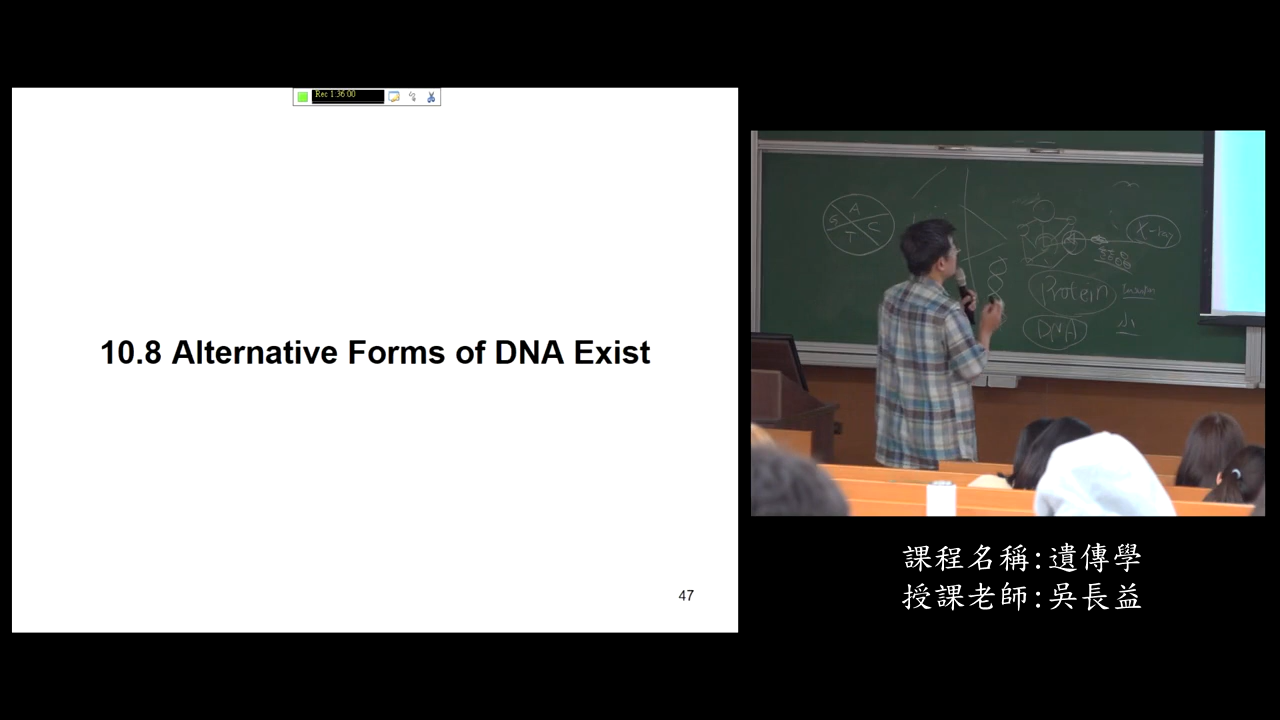 Rec 1:36:00
10.8 Alternative Forms of DNA Exist
47
A
G
C
T
X-ray
Protein
DNA
小
課程名稱:遺傳學
授課老師:吳長益